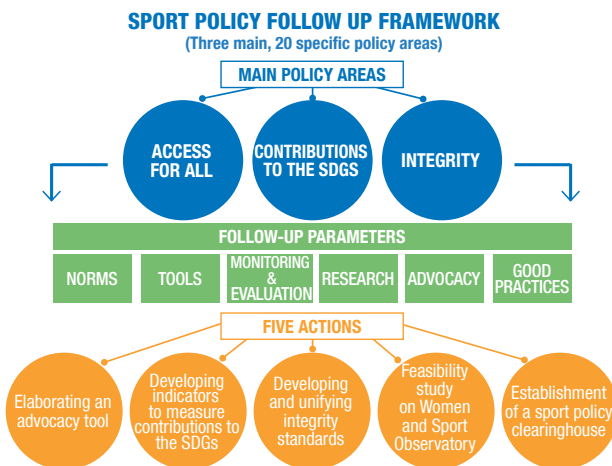 SPORT POLICY FOLLOW UP FRAMEWORK
(Three main, 20 specific policy areas)
MAIN POLICY AREAS
ACCESS
FOR ALL
CONTRIBUTIONS
TO THE SDGS
INTEGRITY
FOLLOW-UP PARAMETERS
NORMS
TOOLS
MONITORING
&
EVALUATION
RESEARCH
ADVOCACY
GOOD
PRACTICES
FIVE ACTIONS
Elaborating an
advocacy tool
Developing
indicators
to measure
contributions to
the SDGs
Developing
and unifying
integrity
standards
Feasibility
study
on Women
and Sport
Observatory
Establishment
of a sport policy
clearinghouse